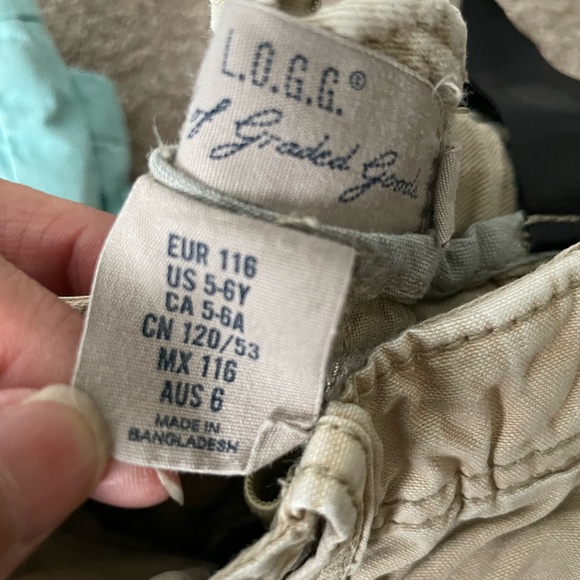 L.O.G.G.®
of Graded Goods
EUR 116
US 5-6Y
CA 5-6A
CN 120/53
MX 116
AUS 6
MADE IN
BANGLADESH